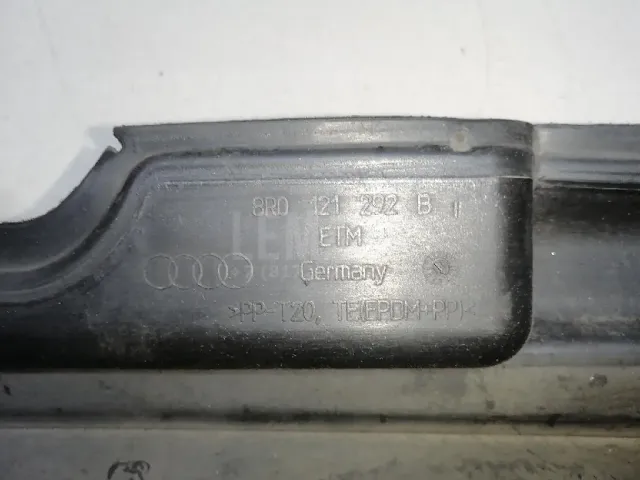 8R0 121 292 B
ETM
Germany
>PP-T20, TE(EPDM+PP)<